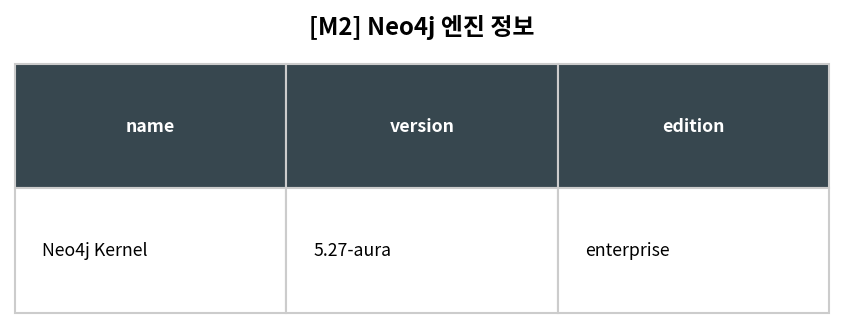 [M2] Neo4j 엔진 정보
name version edition
Neo4j Kernel 5.27-aura enterprise